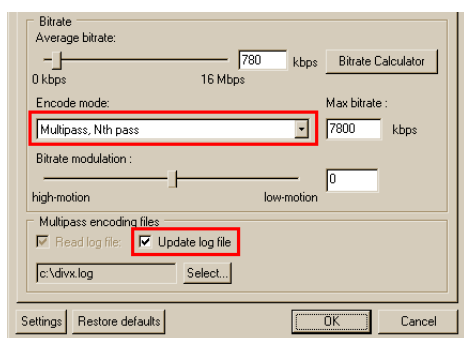 Bitrate
Average bitrate:
780 kbps Bitrate Calculator
0 kbps 16 Mbps
Encode mode: Max bitrate :
Multipass, Nth pass 7800 kbps
Bitrate modulation :
0
high-motion low-motion
Multipass encoding files
Read log file: Update log file
c:\divx.log Select...
Settings Restore defaults OK Cancel